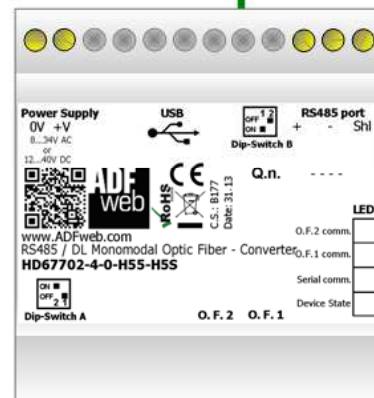 Power Supply USB RS485 port
0V +V + - Shi
8...24V AC
or
12...40V DC
OFF 1 2
ON
Dip-Switch B
ADF
web
RoHS
CE
C.S.: B177
Date: 31.13
Q.n. - - - -
LED
www.ADFweb.com
O.F.2 comm.
RS485 / DL Monomodal Optic Fiber - Converter
O.F.1 comm.
HD67702-4-0-H55-H5S
Serial comm.
ON
OFF 2 1
Device State
Dip-Switch A
O. F. 2 O. F. 1